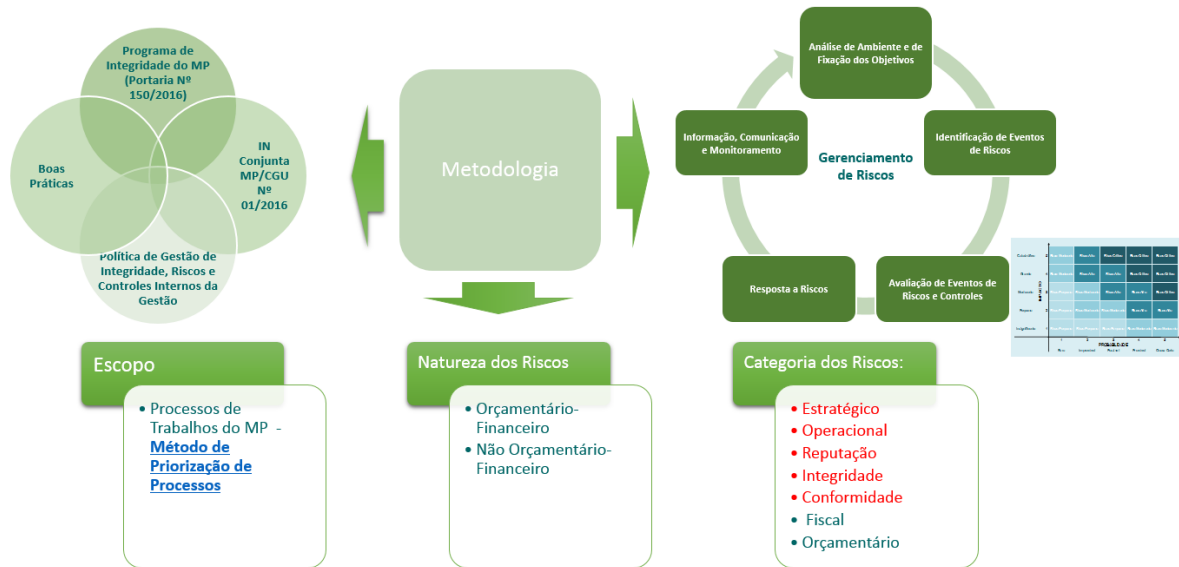 Programa de
Integridade do MP
(Portaria Nº
150/2016)
Boas
Práticas
IN
Conjunta
MP/CGU
Nº
01/2016
Política de Gestão de
Integridade, Riscos e
Controles Internos da
Gestão
Metodologia
Análise de Ambiente e de
Fixação dos Objetivos
Informação, Comunicação
e Monitoramento
Identificação de Eventos
de Riscos
Gerenciamento
de Riscos
Resposta a Riscos
Avaliação de Eventos de
Riscos e Controles
PROBABILIDADE
Escopo
• Processos de
Trabalhos do MP -
Método de
Priorização de
Processos
Natureza dos Riscos
• Orçamentário-
Financeiro
• Não Orçamentário-
Financeiro
Categoria dos Riscos:
• Estratégico
• Operacional
• Reputação
• Integridade
• Conformidade
• Fiscal
• Orçamentário